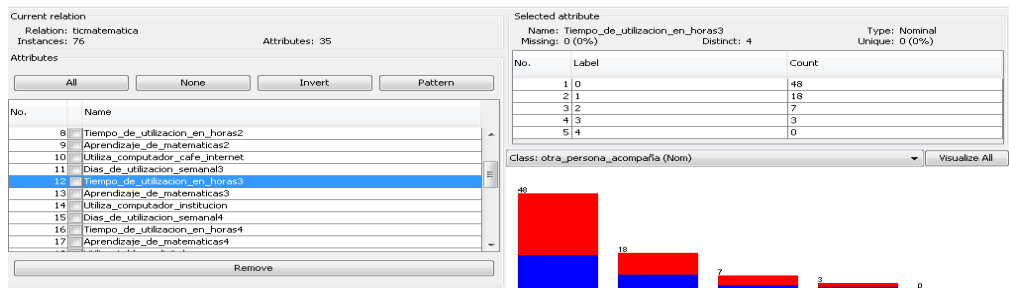 Current relation
Relation: ticmatematica
Instances: 76 Attributes: 35
Attributes
All None Invert Pattern
No. Name
8 Tiempo_de_utilizacion_en_horas2
9 Aprendizaje_de_matematicas2
10 Utiliza_computador_cafe_internet
11 Dias_de_utilizacion_semanal3
12 Tiempo_de_utilizacion_en_horas3
13 Aprendizaje_de_matematicas3
14 Utiliza_computador_institucion
15 Dias_de_utilizacion_semanal4
16 Tiempo_de_utilizacion_en_horas4
17 Aprendizaje_de_matematicas4
Remove
Selected attribute
Name: Tiempo_de_utilizacion_en_horas3 Type: Nominal
Missing: 0 (0%) Distinct: 4 Unique: 0 (0%)
No. Label Count
1 0 48
2 1 18
3 2 7
4 3 3
5 4 0
Class: otra_persona_acompaña (Nom) Visualize All
48
18
7
3
0